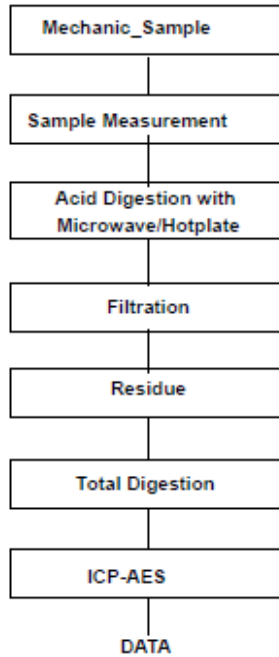 Mechanic_Sample
Sample Measurement
Acid Digestion with
Microwave/Hotplate
Filtration
Residue
Total Digestion
ICP-AES
DATA